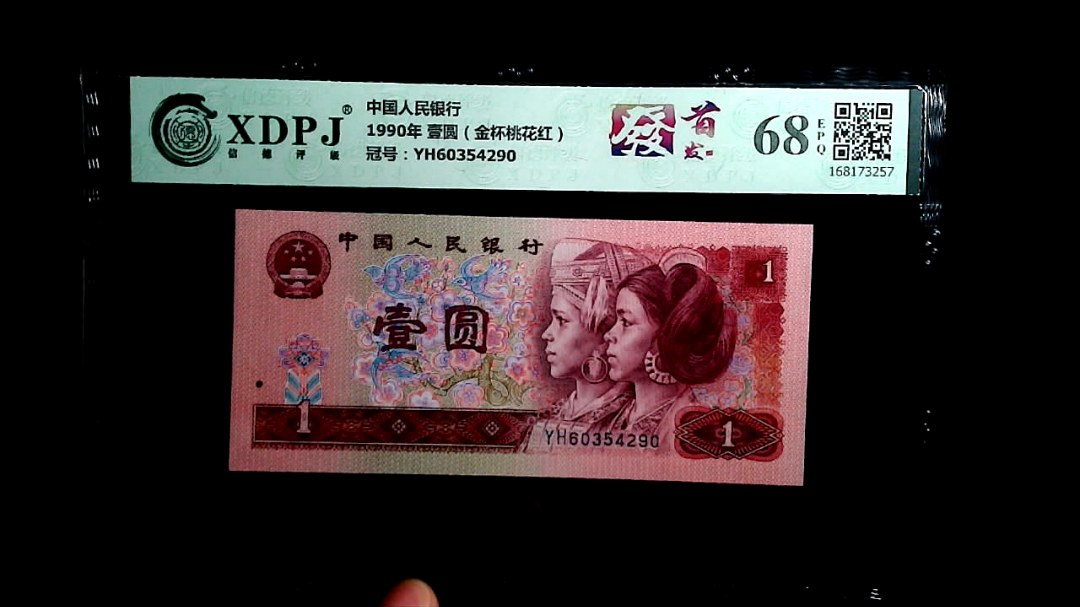 XDPJ®
信德评级
中国人民银行
1990年 壹圆（金杯桃花红）
冠号：YH60354290
發
首发
68
EPQ
168173257
中国人民银行
1
壹圆
1
YH60354290
1